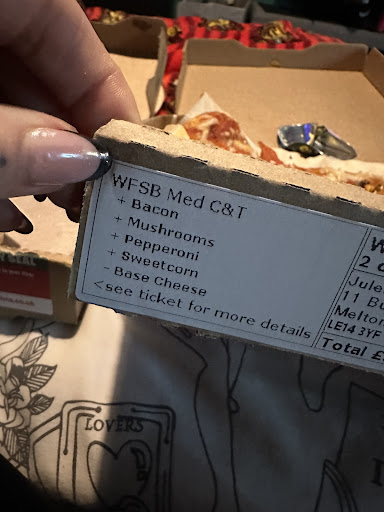 WFSB Med C&T
+ Bacon
+ Mushrooms
+ Pepperoni
+ Sweetcorn
- Base Cheese
<see ticket for more details
2
Jule
11 Bu
Melto
LE14 3YF
Total £
LOVERS